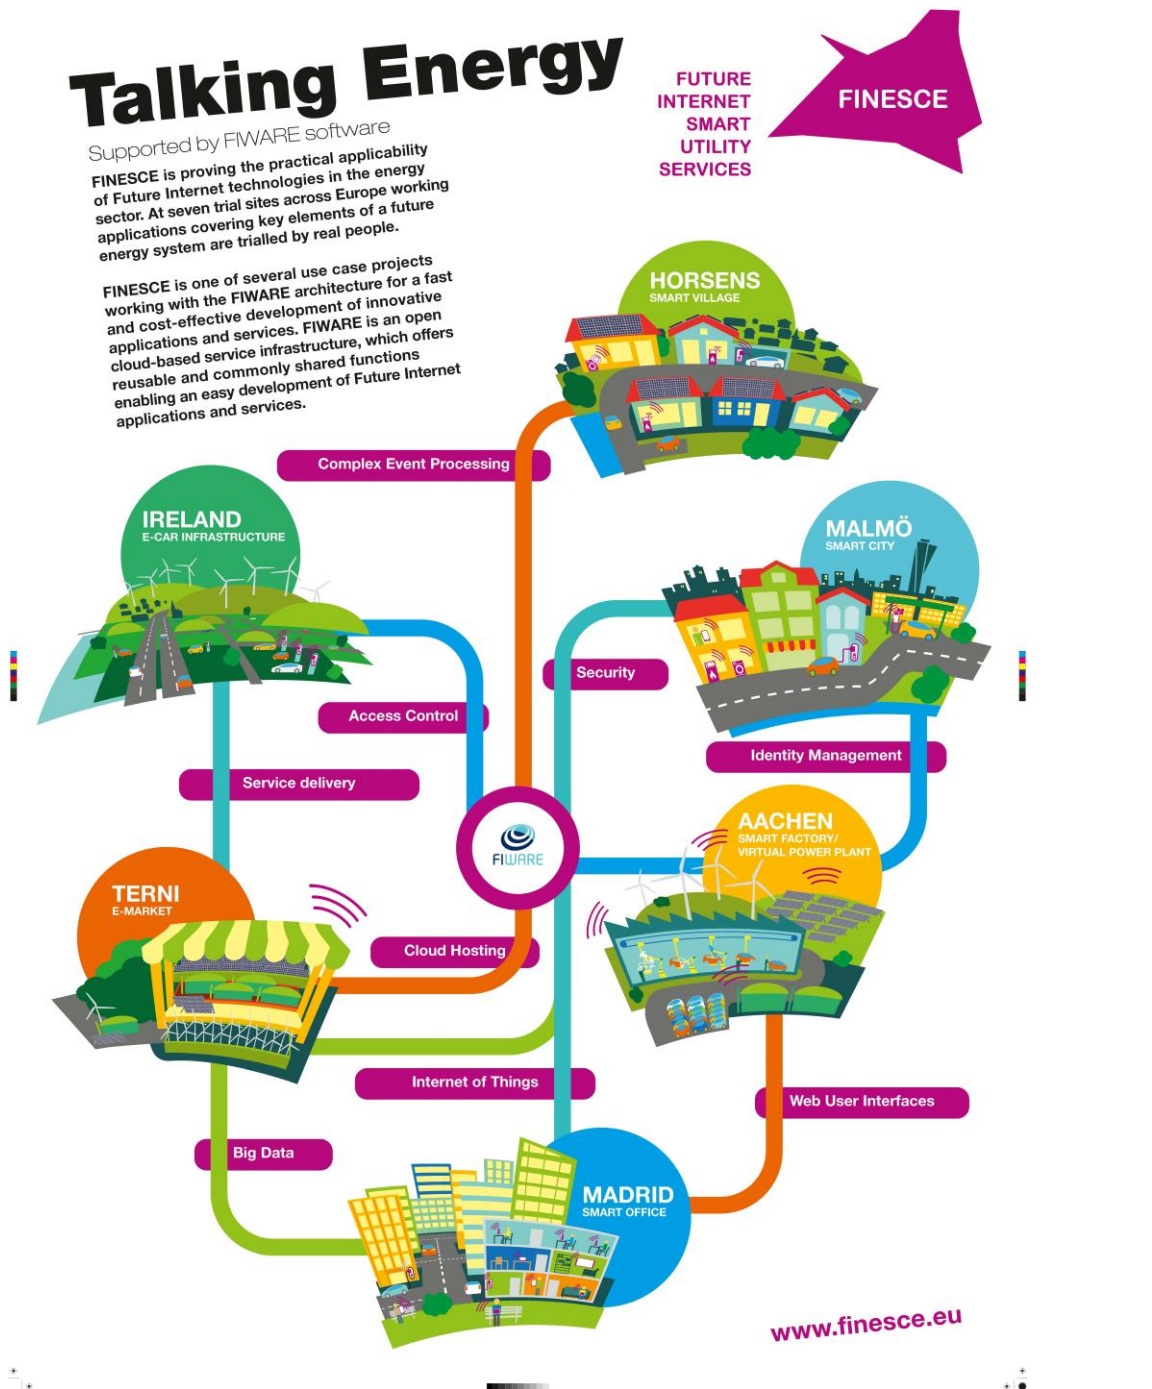 Talking Energy
Supported by FIWARE software
FINESCE is proving the practical applicability
of Future Internet technologies in the energy
sector. At seven trial sites across Europe working
applications covering key elements of a future
energy system are trialled by real people.
FINESCE is one of several use case projects
working with the FIWARE architecture for a fast
and cost-effective development of innovative
applications and services. FIWARE is an open
cloud-based service infrastructure, which offers
reusable and commonly shared functions
enabling an easy development of Future Internet
applications and services.
FUTURE
INTERNET
SMART
UTILITY
SERVICES
FINESCE
HORSENS
SMART VILLAGE
Complex Event Processing
IRELAND
E-CAR INFRASTRUCTURE
MALMÖ
SMART CITY
Security
Access Control
Identity Management
Service delivery
AACHEN
SMART FACTORY/
VIRTUAL POWER PLANT
FIWARE
TERNI
E-MARKET
Cloud Hosting
Internet of Things
Web User Interfaces
Big Data
MADRID
SMART OFFICE
www.finesce.eu